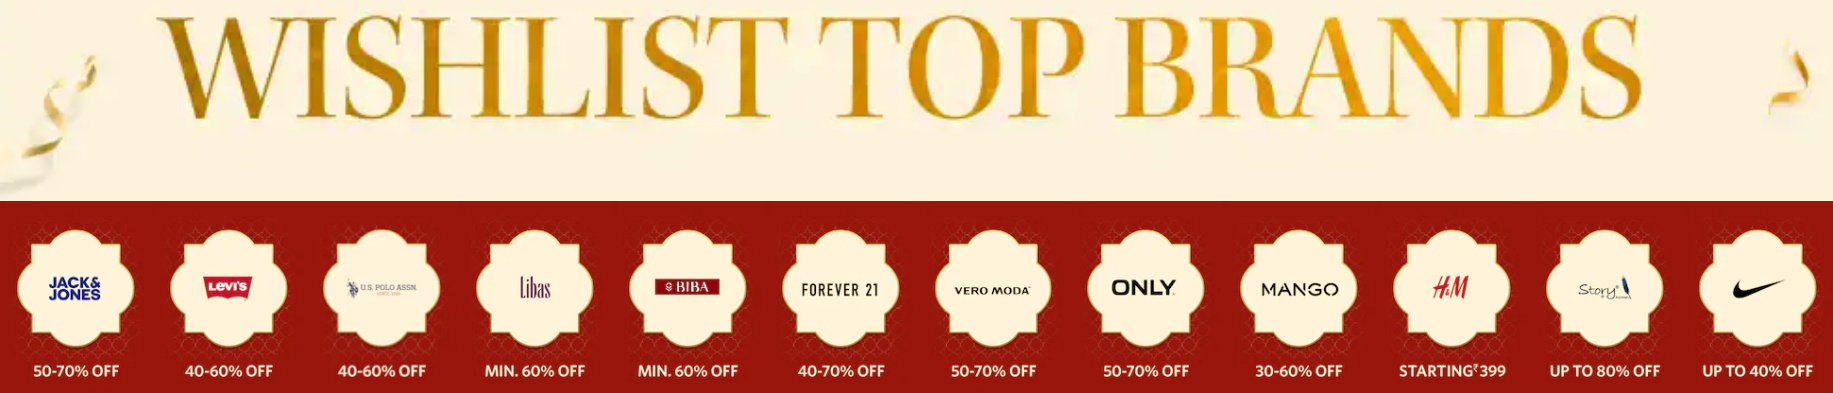 WISHLIST TOP BRANDS
JACK&
JONES
50-70% OFF
Levi's
40-60% OFF
U.S. POLO ASSN.
SINCE 1890
40-60% OFF
Libas
MIN. 60% OFF
BIBA
MIN. 60% OFF
FOREVER 21
40-70% OFF
VERO MODA
50-70% OFF
ONLY
50-70% OFF
MANGO
30-60% OFF
H&M
STARTING ₹399
Story®
UP TO 80% OFF
UP TO 40% OFF